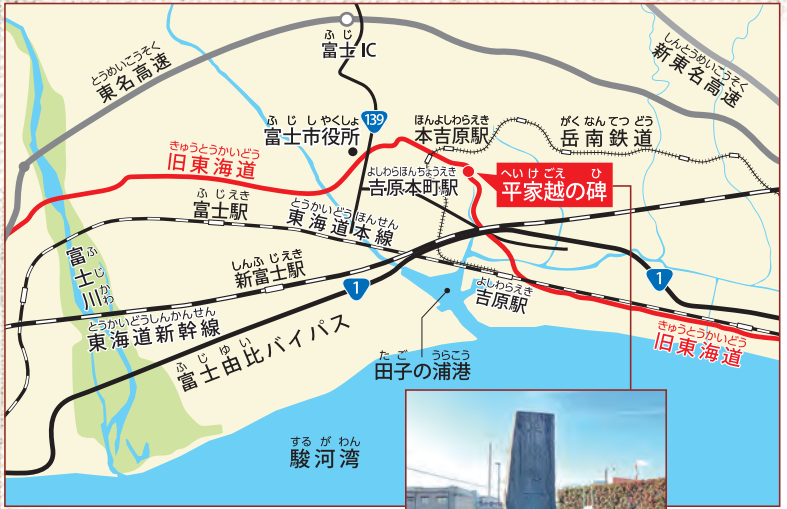 ふじ
富士IC
とうめいこうそく
東名高速
しんとうめいこうそく
新東名高速
139
ふじしやくしょ
富士市役所
ほんよしわらえき
本吉原駅
がくなんてつどう
岳南鉄道
きゅうとうかいどう
旧東海道
よしわらほんちょうえき
吉原本町駅
へいけごえ ひ
平家越の碑
ふじえき
富士駅
とうかいどうほんせん
東海道本線
ふじかわ
富士川
しんふじえき
新富士駅
1
1
よしわらえき
吉原駅
とうかいどうしんかんせん
東海道新幹線
きゅうとうかいどう
旧東海道
ふじゆい
富士由比バイパス
たご うらこう
田子の浦港
するがわん
駿河湾